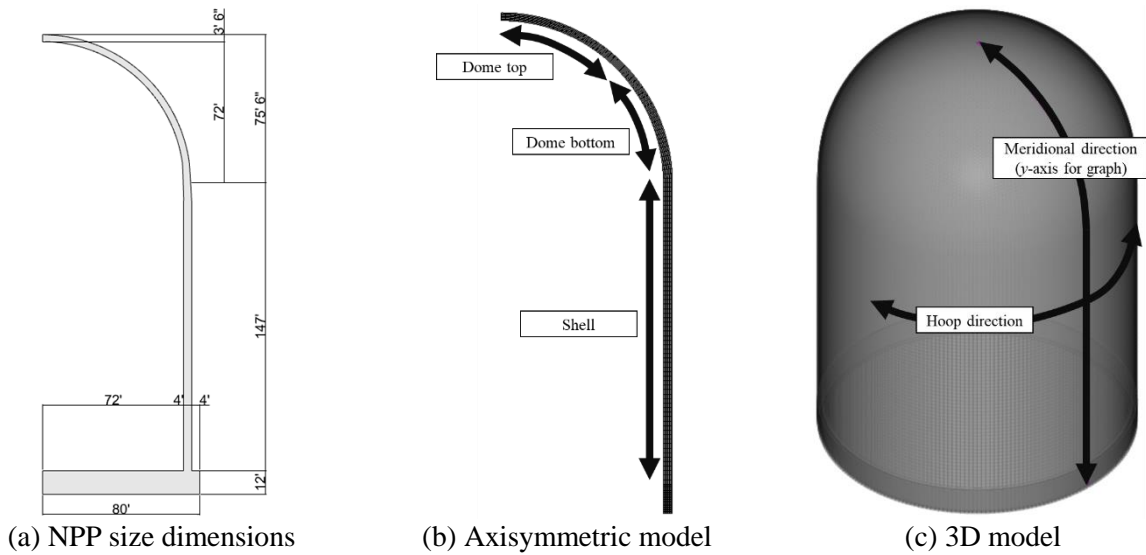 3' 6"
72'
75' 6"
147'
72'
4'
4'
12'
80'
(a) NPP size dimensions
Dome top
Dome bottom
Shell
(b) Axisymmetric model
Meridional direction
(y-axis for graph)
Hoop direction
(c) 3D model